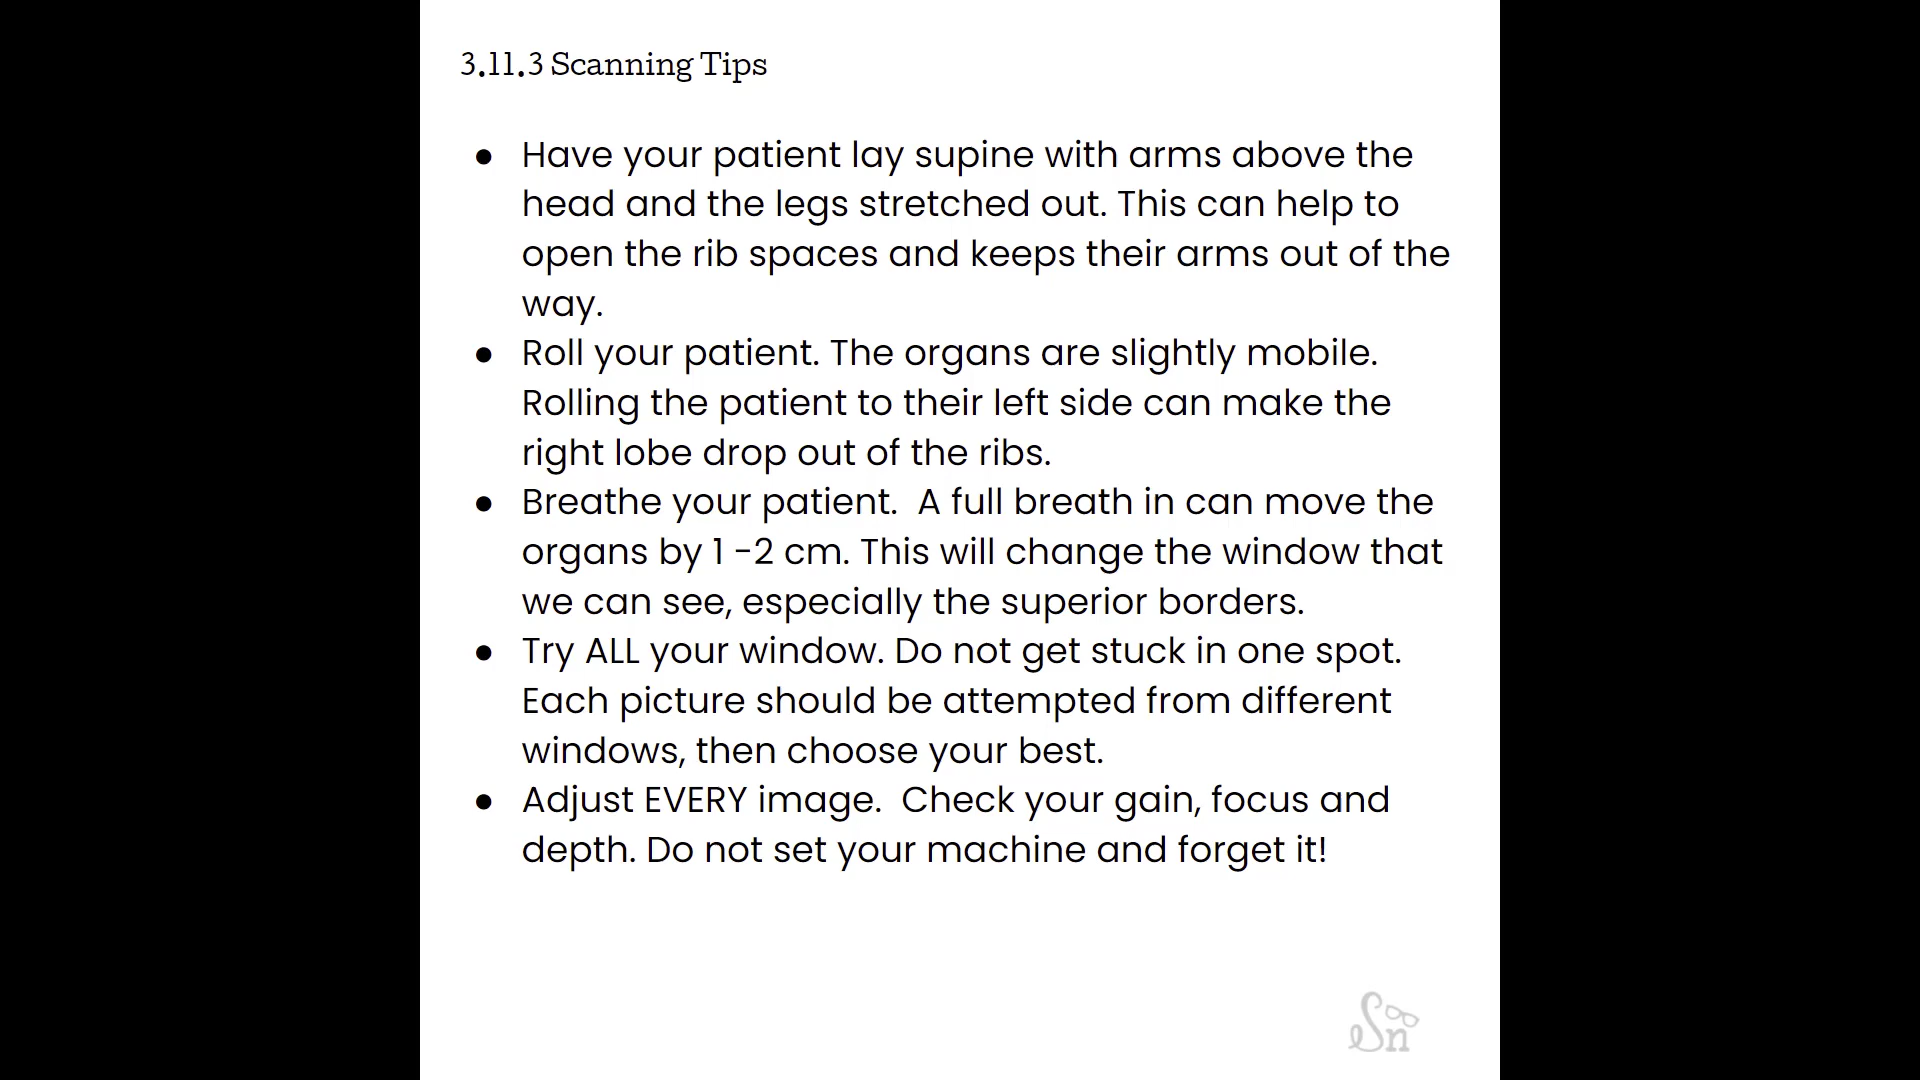 3.11.3 Scanning Tips
● Have your patient lay supine with arms above the
head and the legs stretched out. This can help to
open the rib spaces and keeps their arms out of the
way.
● Roll your patient. The organs are slightly mobile.
Rolling the patient to their left side can make the
right lobe drop out of the ribs.
● Breathe your patient.  A full breath in can move the
organs by 1 -2 cm. This will change the window that
we can see, especially the superior borders.
● Try ALL your window. Do not get stuck in one spot.
Each picture should be attempted from different
windows, then choose your best.
● Adjust EVERY image.  Check your gain, focus and
depth. Do not set your machine and forget it!
Sn